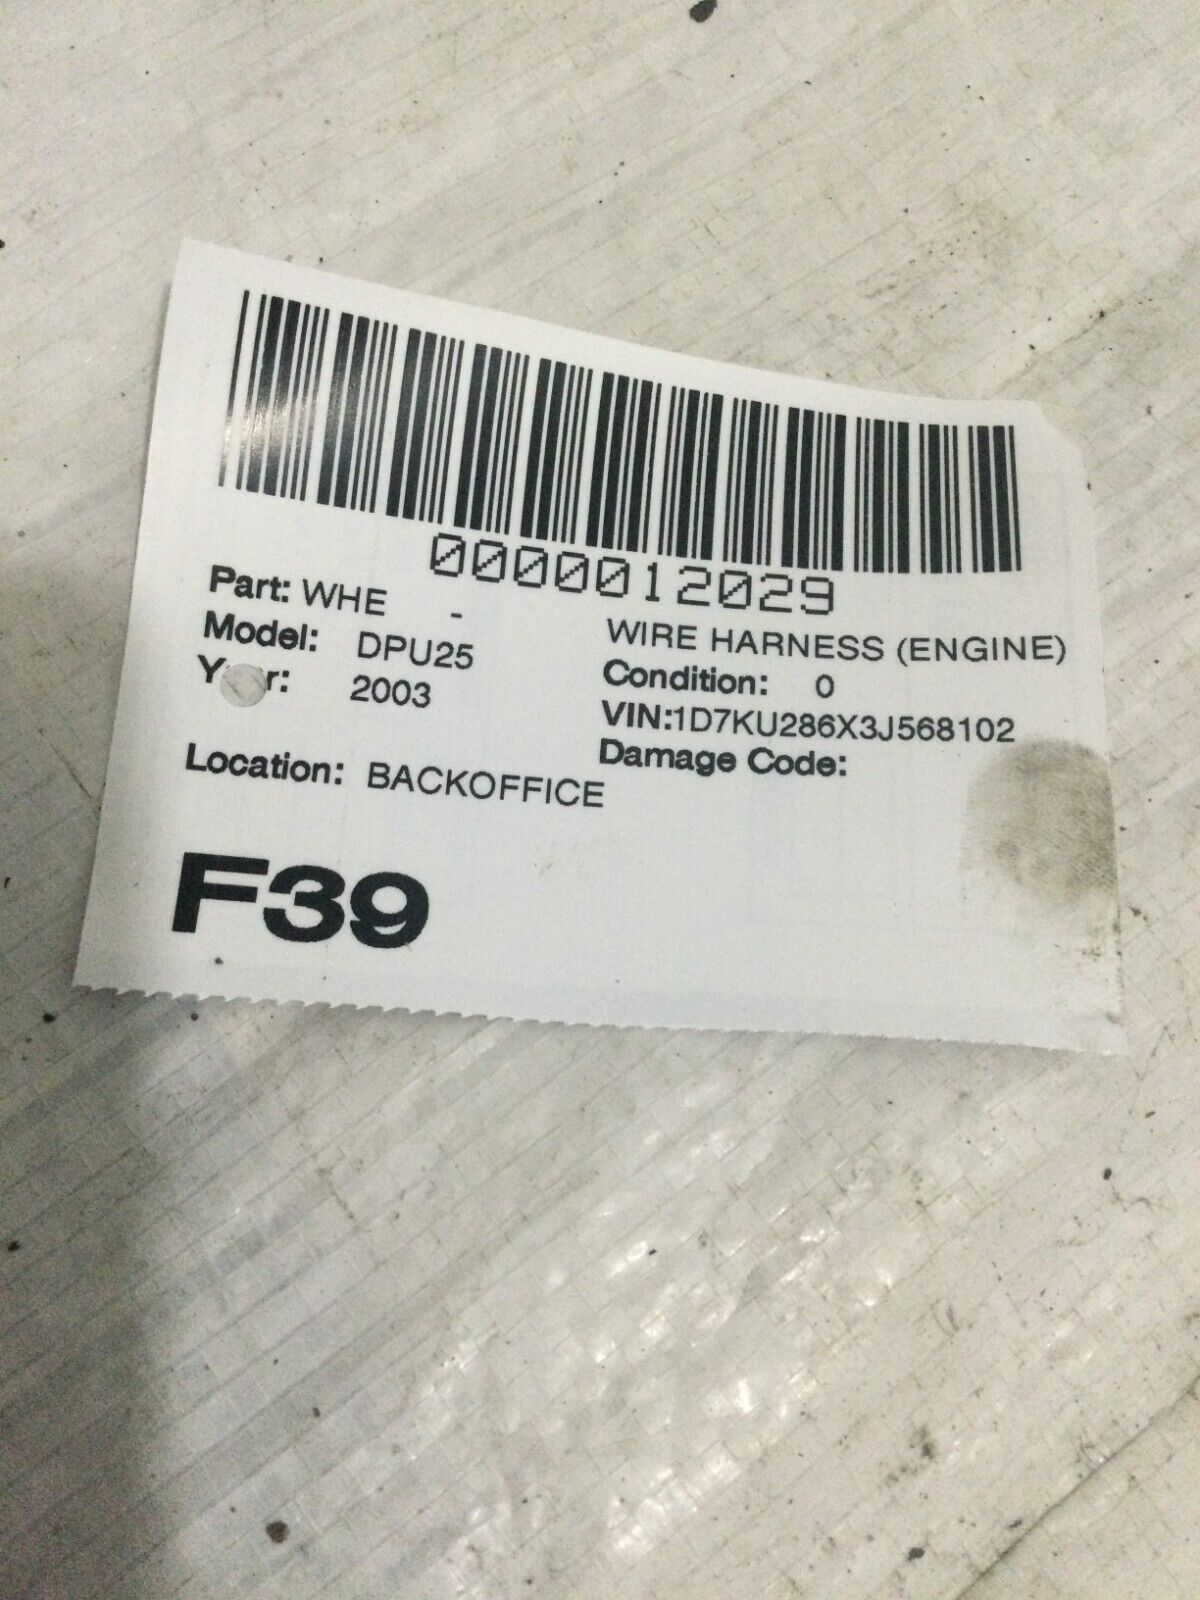 0000012029
Part: WHE -
WIRE HARNESS (ENGINE)
Model: DPU25
Condition: 0
Y r: 2003
VIN:1D7KU286X3J568102
Damage Code:
Location: BACKOFFICE
F39